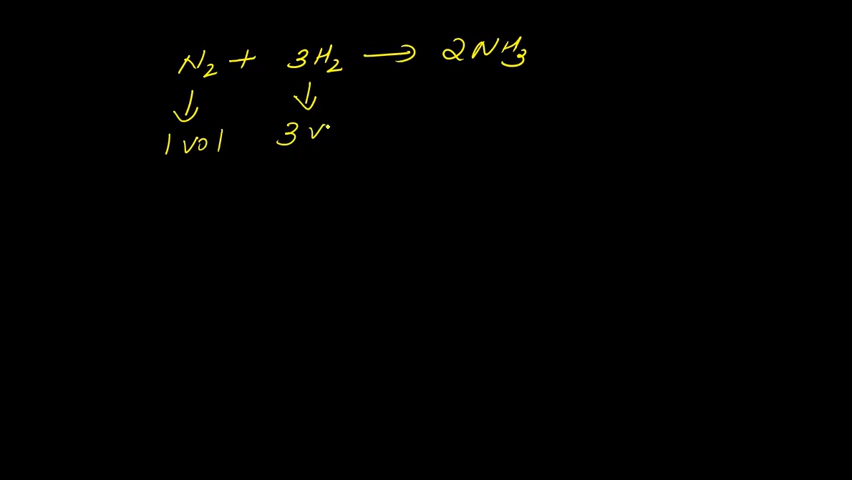 N₂ + 3H₂ → 2NH₃
↓ ↓
1 vol 3 v